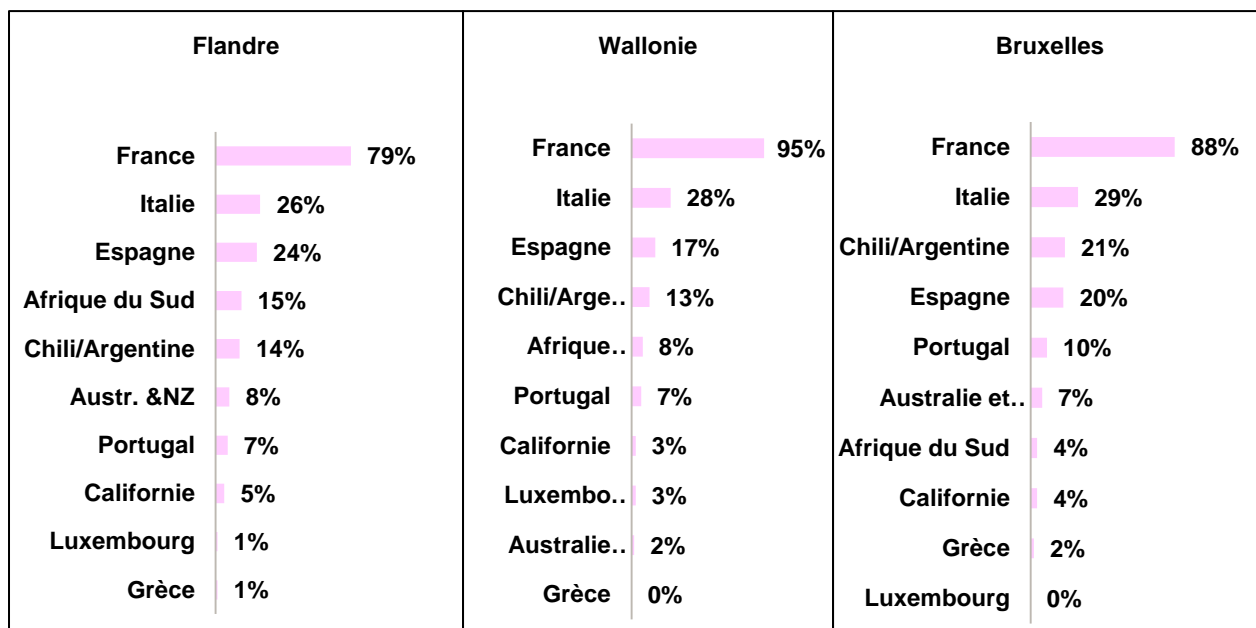 Flandre
France 79%
Italie 26%
Espagne 24%
Afrique du Sud 15%
Chili/Argentine 14%
Austr. &NZ 8%
Portugal 7%
Californie 5%
Luxembourg 1%
Grèce 1%
Wallonie
France 95%
Italie 28%
Espagne 17%
Chili/Arge.. 13%
Afrique.. 8%
Portugal 7%
Californie 3%
Luxembo.. 3%
Australie.. 2%
Grèce 0%
Bruxelles
France 88%
Italie 29%
Chili/Argentine 21%
Espagne 20%
Portugal 10%
Australie et.. 7%
Afrique du Sud 4%
Californie 4%
Grèce 2%
Luxembourg 0%